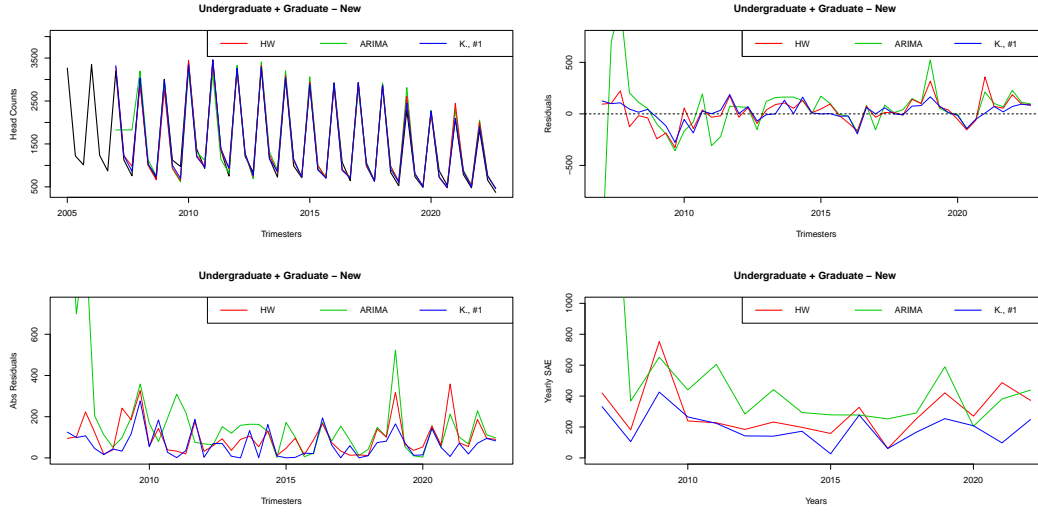 Undergraduate + Graduate – New
HW ARIMA K., #1
Head Counts
500 1500 2500 3500
2005 2010 2015 2020
Trimesters
Undergraduate + Graduate – New
HW ARIMA K., #1
Residuals
-500 0 500
2010 2015 2020
Trimesters
Undergraduate + Graduate – New
HW ARIMA K., #1
Abs Residuals
0 200 400 600
2010 2015 2020
Trimesters
Undergraduate + Graduate – New
HW ARIMA K., #1
Yearly SAE
0 200 400 600 800 1000
2010 2015 2020
Years